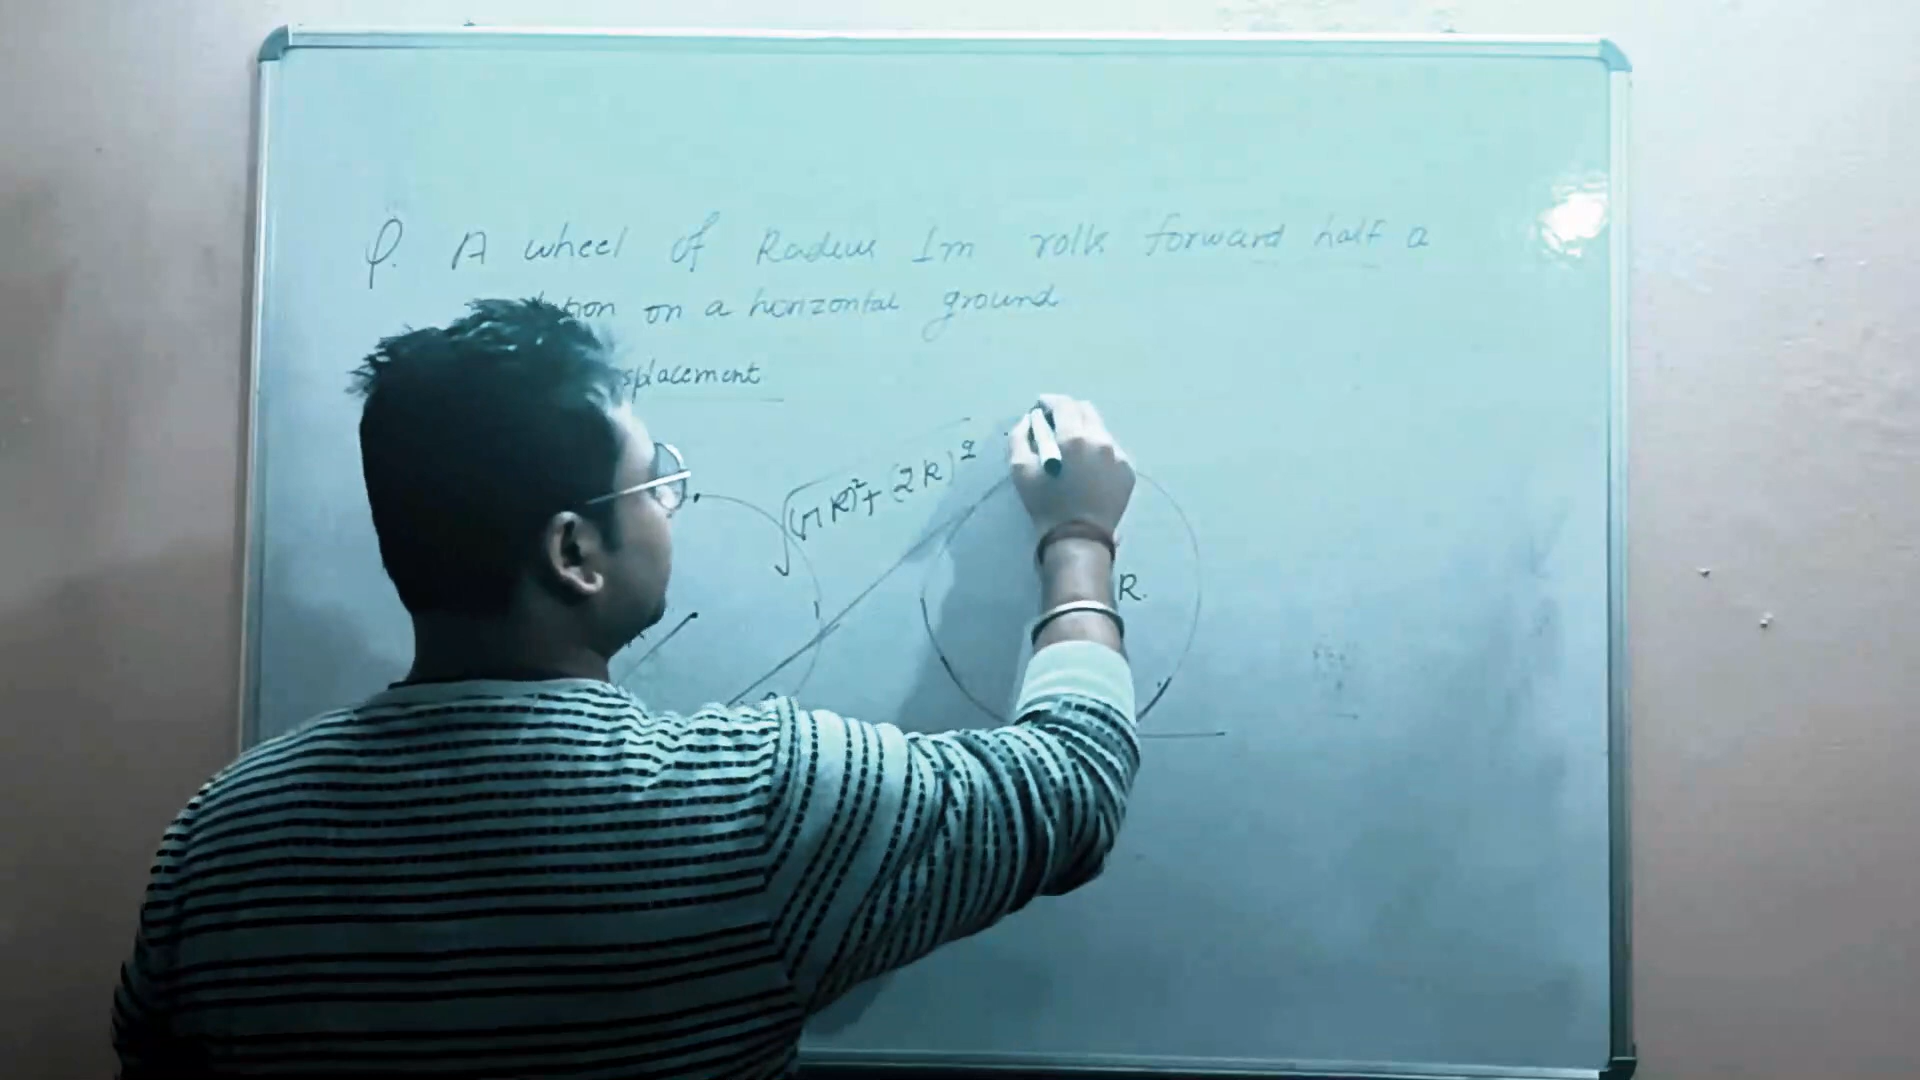 Q. A wheel of Radius 1m rolls forward half a
on a horizontal ground
splacement
√(πR)²+(2R)²
R.